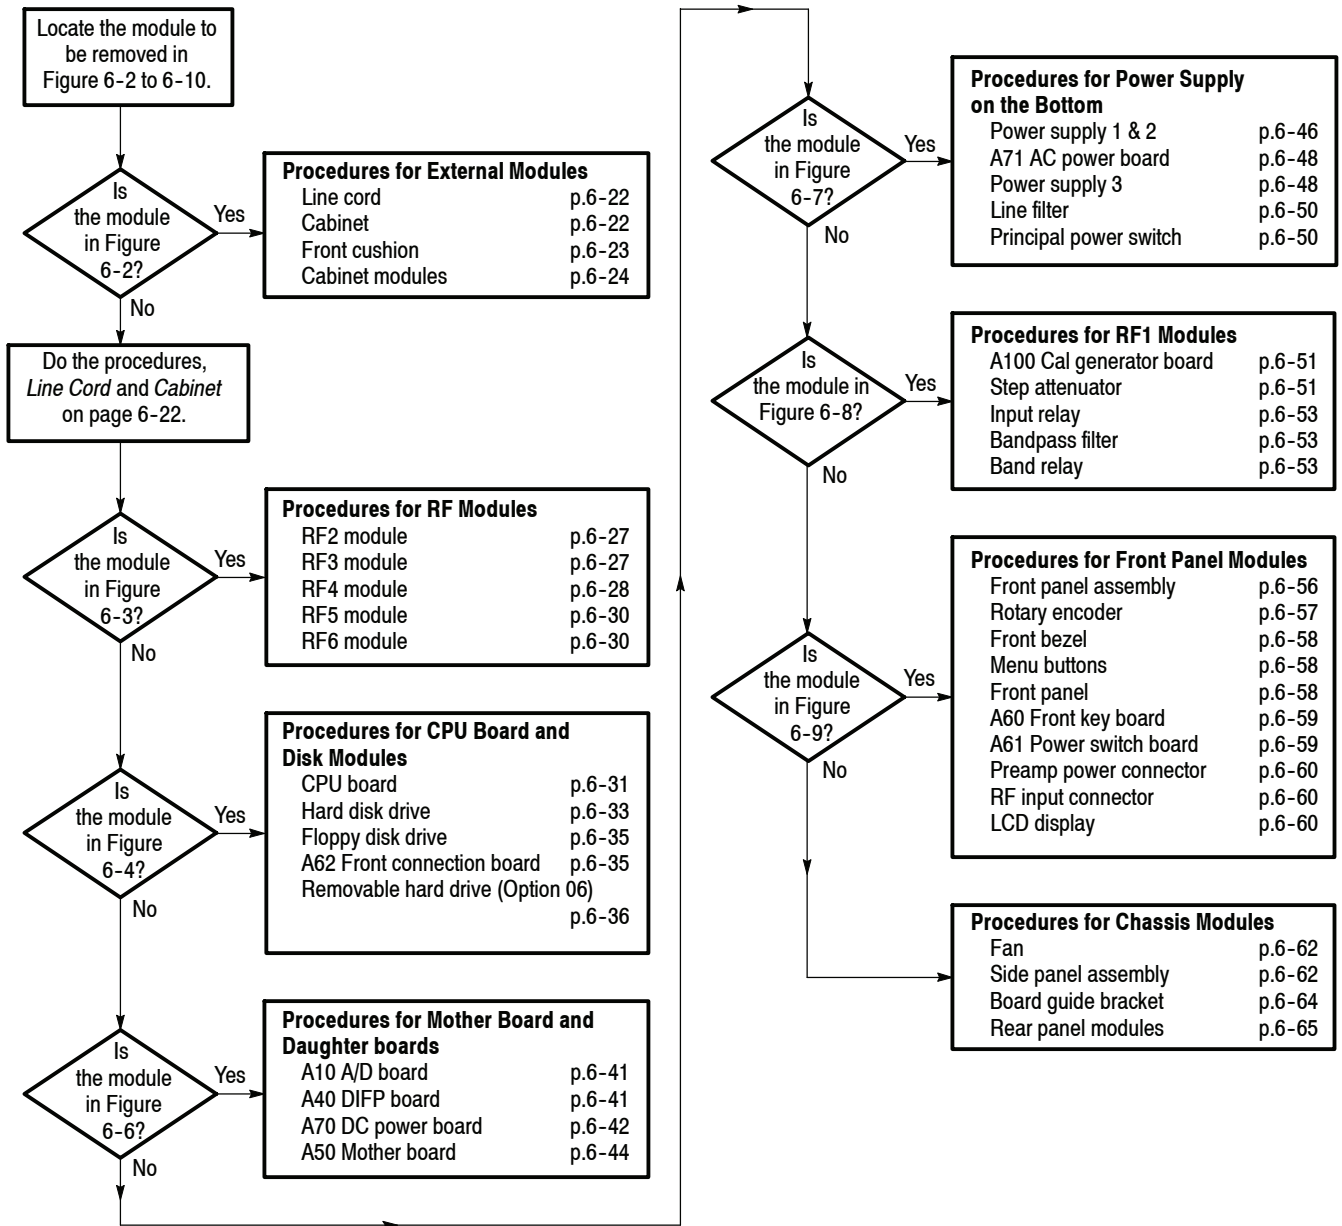 Locate the module to
be removed in
Figure 6-2 to 6-10.
Is
the module
in Figure
6-2?
Yes
No
Procedures for External Modules
Line cord p.6-22
Cabinet p.6-22
Front cushion p.6-23
Cabinet modules p.6-24
Do the procedures,
Line Cord and Cabinet
on page 6-22.
Is
the module
in Figure
6-3?
Yes
No
Procedures for RF Modules
RF2 module p.6-27
RF3 module p.6-27
RF4 module p.6-28
RF5 module p.6-30
RF6 module p.6-30
Is
the module
in Figure
6-4?
Yes
No
Procedures for CPU Board and
Disk Modules
CPU board p.6-31
Hard disk drive p.6-33
Floppy disk drive p.6-35
A62 Front connection board p.6-35
Removable hard drive (Option 06)
p.6-36
Is
the module
in Figure
6-6?
Yes
No
Procedures for Mother Board and
Daughter boards
A10 A/D board p.6-41
A40 DIFP board p.6-41
A70 DC power board p.6-42
A50 Mother board p.6-44
Is
the module
in Figure
6-7?
Yes
No
Procedures for Power Supply
on the Bottom
Power supply 1 & 2 p.6-46
A71 AC power board p.6-48
Power supply 3 p.6-48
Line filter p.6-50
Principal power switch p.6-50
Is
the module in
Figure 6-8?
Yes
No
Procedures for RF1 Modules
A100 Cal generator board p.6-51
Step attenuator p.6-51
Input relay p.6-53
Bandpass filter p.6-53
Band relay p.6-53
Is
the module
in Figure
6-9?
Yes
No
Procedures for Front Panel Modules
Front panel assembly p.6-56
Rotary encoder p.6-57
Front bezel p.6-58
Menu buttons p.6-58
Front panel p.6-58
A60 Front key board p.6-59
A61 Power switch board p.6-59
Preamp power connector p.6-60
RF input connector p.6-60
LCD display p.6-60
Procedures for Chassis Modules
Fan p.6-62
Side panel assembly p.6-62
Board guide bracket p.6-64
Rear panel modules p.6-65